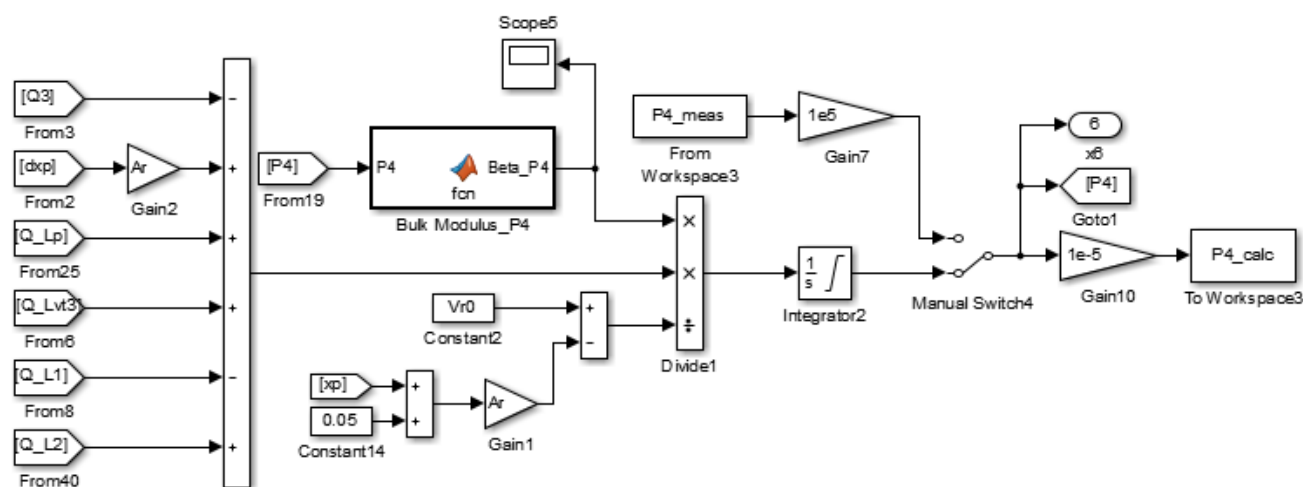 Scope5
[Q3]
−
From3
[dxp]
Ar
+
From2
Gain2
[Q_Lp]
+
From25
[Q_Lvt3]
+
From6
[Q_L1]
−
From8
[Q_L2]
+
From40
[P4]
From19
P4
Beta_P4
fcn
Bulk Modulus_P4
P4_meas
From
Workspace3
1e5
Gain7
×
×
÷
Divide1
Vr0
Constant2
+
−
[xp]
0.05
Constant14
+
+
Ar
Gain1
1
s
Integrator2
Manual Switch4
6
x6
[P4]
Goto1
1e-5
Gain10
P4_calc
To Workspace3